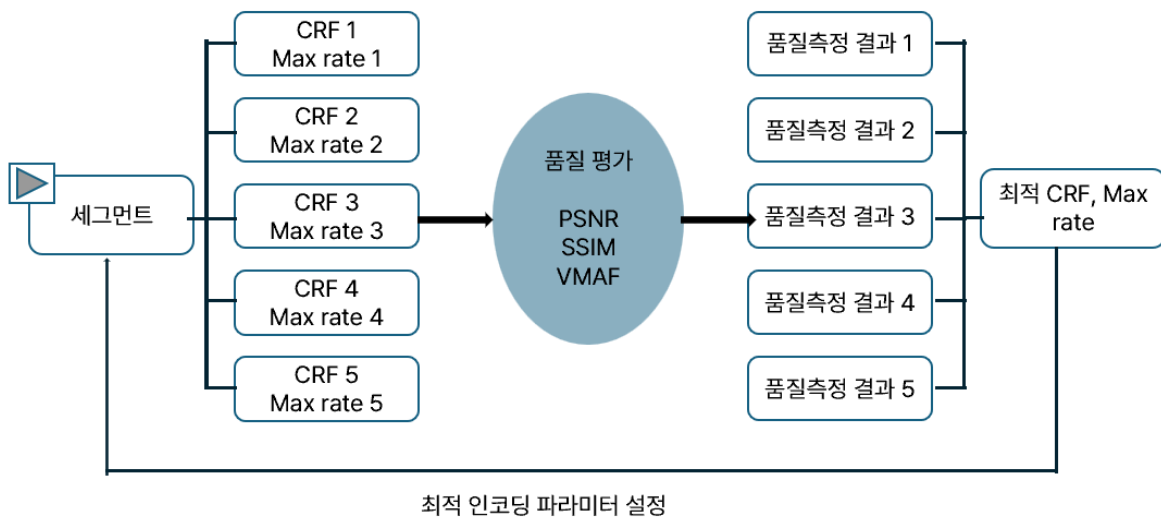 세그먼트
CRF 1
Max rate 1
CRF 2
Max rate 2
CRF 3
Max rate 3
CRF 4
Max rate 4
CRF 5
Max rate 5
품질 평가
PSNR
SSIM
VMAF
품질측정 결과 1
품질측정 결과 2
품질측정 결과 3
품질측정 결과 4
품질측정 결과 5
최적 CRF, Max
rate
최적 인코딩 파라미터 설정